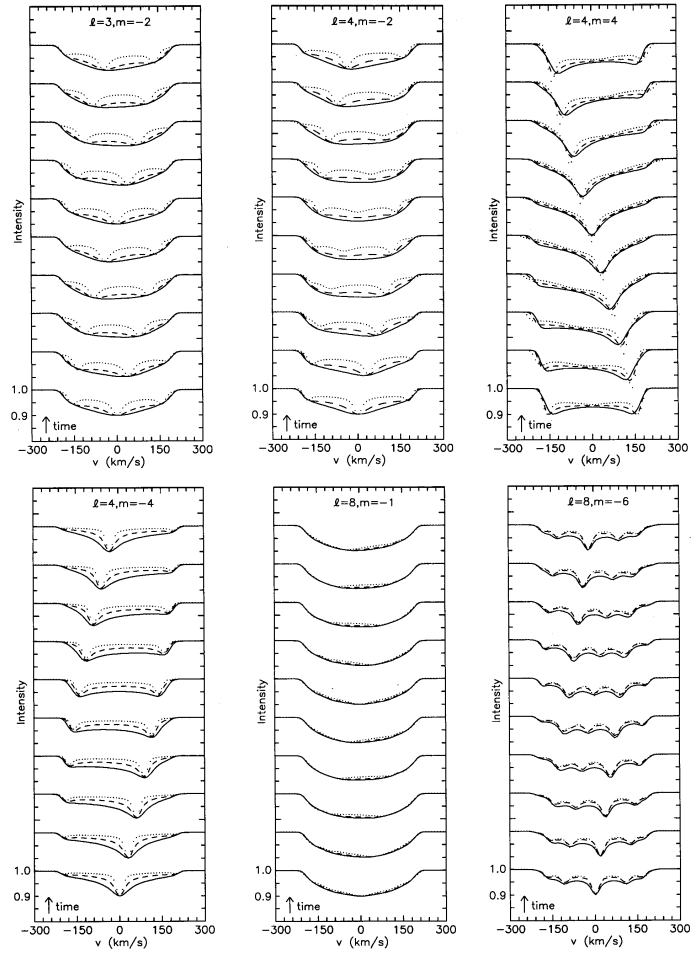 ℓ=3,m=−2
Intensity
1.0
0.9
↑ time
−300 −150 0 150 300
v (km/s)
ℓ=4,m=−2
Intensity
1.0
0.9
↑ time
−300 −150 0 150 300
v (km/s)
ℓ=4,m=4
Intensity
1.0
0.9
↑ time
−300 −150 0 150 300
v (km/s)
ℓ=4,m=−4
Intensity
1.0
0.9
↑ time
−300 −150 0 150 300
v (km/s)
ℓ=8,m=−1
Intensity
1.0
0.9
↑ time
−300 −150 0 150 300
v (km/s)
ℓ=8,m=−6
Intensity
1.0
0.9
↑ time
−300 −150 0 150 300
v (km/s)